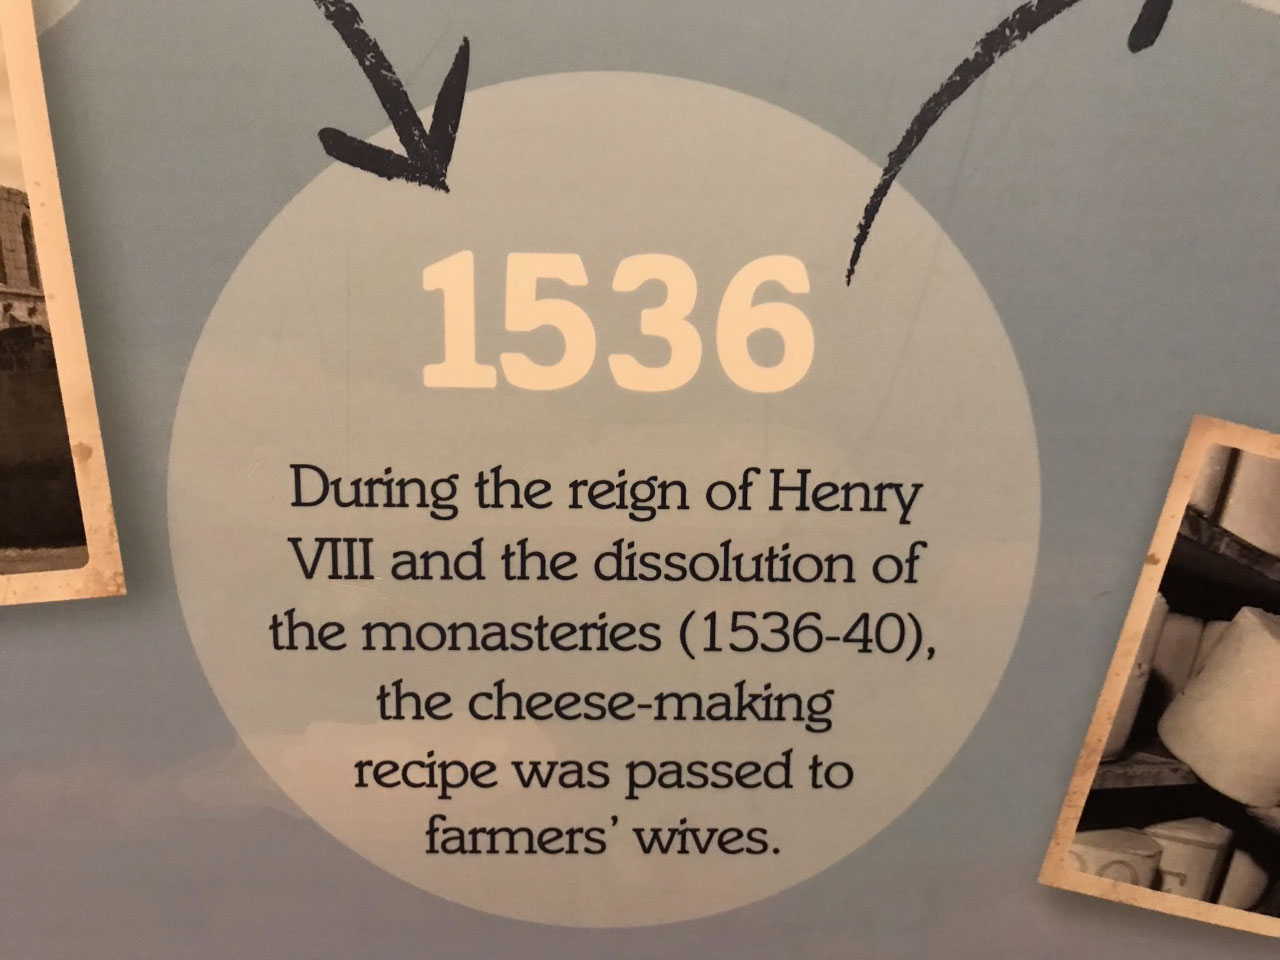 1536
During the reign of Henry
VIII and the dissolution of
the monasteries (1536-40),
the cheese-making
recipe was passed to
farmers’ wives.